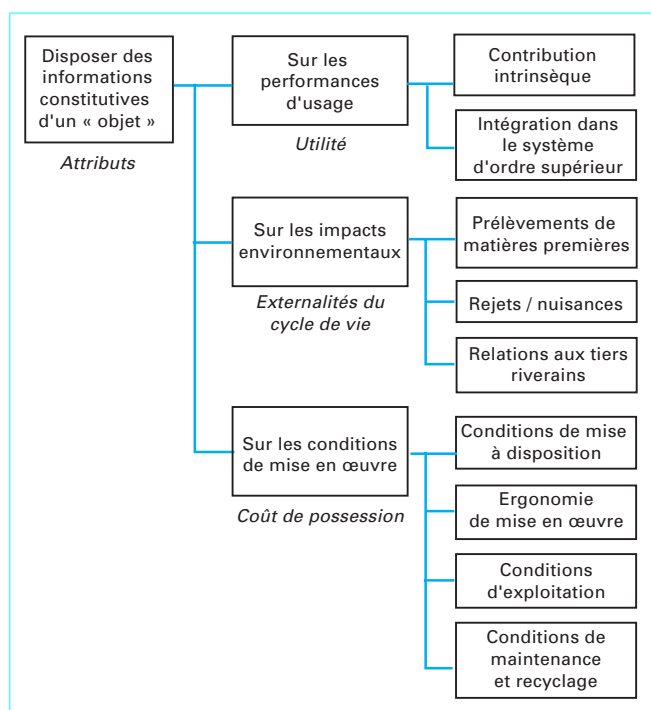 Disposer des
informations
constitutives
d'un « objet »
Attributs
Sur les
performances
d'usage
Utilité
Contribution
intrinsèque
Intégration dans
le système
d'ordre supérieur
Sur les impacts
environnementaux
Externalités du
cycle de vie
Prélèvements de
matières premières
Rejets / nuisances
Relations aux tiers
riverains
Sur les conditions
de mise en œuvre
Coût de possession
Conditions de mise
à disposition
Ergonomie
de mise en œuvre
Conditions
d'exploitation
Conditions de
maintenance
et recyclage